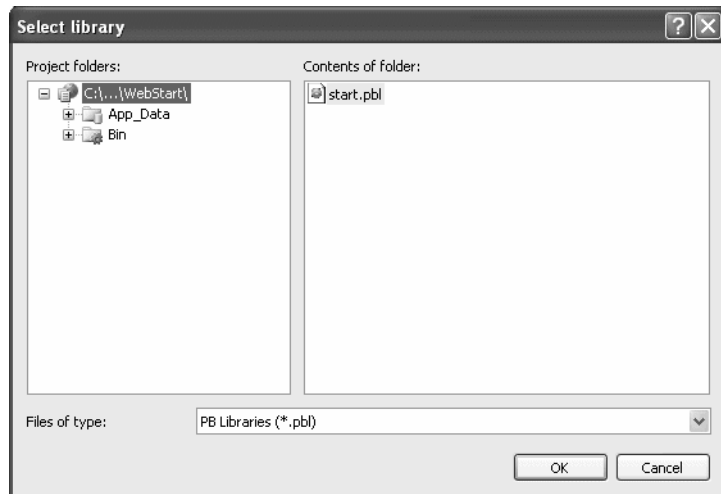 Select library
Project folders:
C:\...\WebStart\
App_Data
Bin
Contents of folder:
start.pbl
Files of type:
PB Libraries (*.pbl)
OK
Cancel